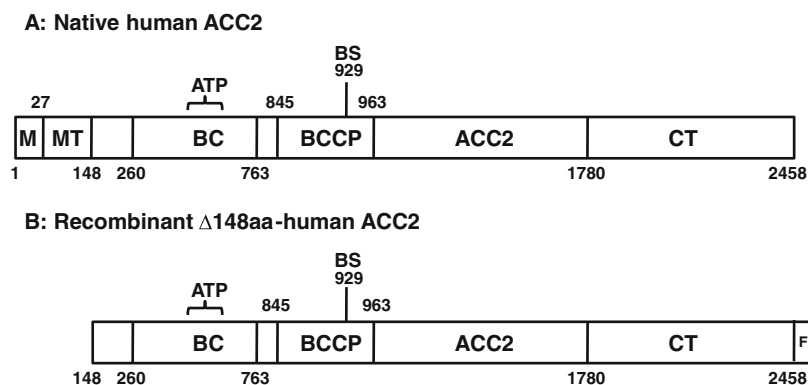 A: Native human ACC2
BS
929
ATP
27
845
963
M MT BC BCCP ACC2 CT
1 148 260 763 1780 2458
B: Recombinant Δ148aa-human ACC2
BS
929
ATP
845
963
BC BCCP ACC2 CT F
148 260 763 1780 2458